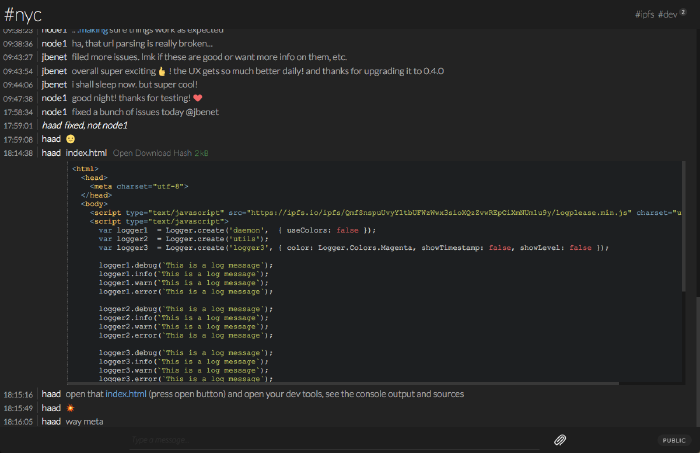 #nyc
#ipfs #dev 2
09:38:23 node1 ...making sure things work as expected
09:38:36 node1 ha, that url parsing is really broken...
09:43:27 jbenet filled more issues. lmk if these are good or want more info on them, etc.
09:43:54 jbenet overall super exciting 👍 ! the UX gets so much better daily! and thanks for upgrading it to 0.4.0
09:44:06 jbenet i shall sleep now. but super cool!
09:47:38 node1 good night! thanks for testing! ❤️
17:58:34 node1 fixed a bunch of issues today @jbenet
17:59:01 haad fixed, not node1
17:59:08 haad 🙂
18:14:38 haad index.html Open Download Hash 2kB
<html>
<head>
<meta charset="utf-8">
</head>
<body>
<script type="text/javascript" src="https://ipfs.io/ipfs/ charset="u
<script type="text/javascript">
var logger1 = Logger.create("daemon", { useColors: false });
var logger2 = Logger.create("utils");
var logger3 = Logger.create("logger3", { color: Logger.Colors.Magenta, showTimestamp: false, showLevel: false });
logger1.debug(`This is a log message`);
logger1.info(`This is a log message`);
logger1.warn(`This is a log message`);
logger1.error(`This is a log message`);
logger2.debug(`This is a log message`);
logger2.info(`This is a log message`);
logger2.warn(`This is a log message`);
logger2.error(`This is a log message`);
logger3.debug(`This is a log message`);
logger3.info(`This is a log message`);
logger3.warn(`This is a log message`);
logger3.error(`This is a log message`);
18:15:16 haad open that index.html (press open button) and open your dev tools, see the console output and sources
18:15:49 haad 💥
18:16:05 haad way meta
Type a message...
PUBLIC